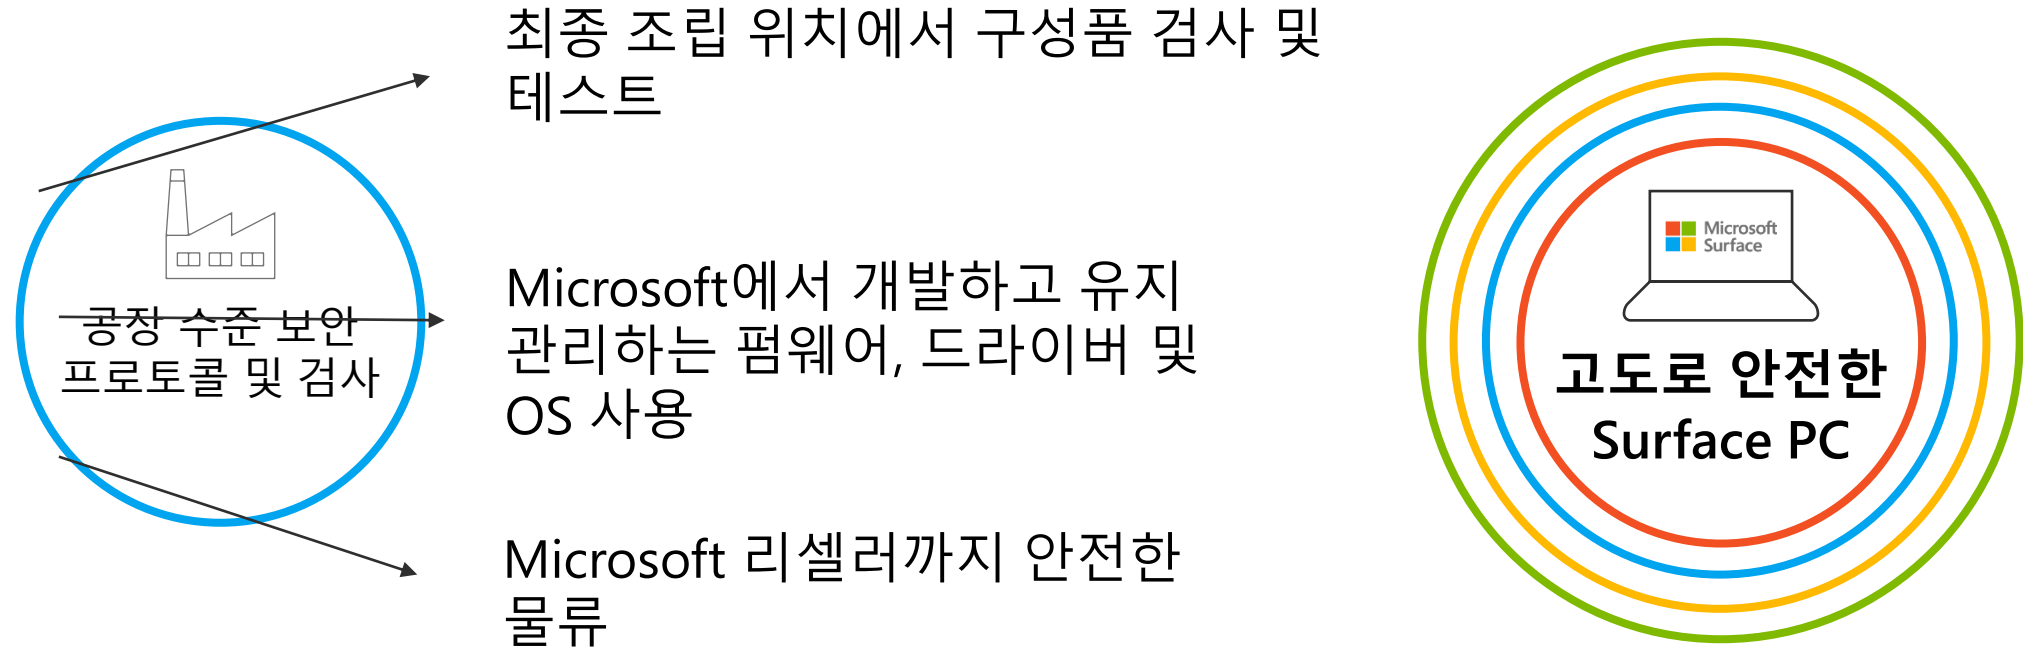 최종 조립 위치에서 구성품 검사 및
테스트
공장 수준 보안
프로토콜 및 검사
Microsoft에서 개발하고 유지
관리하는 펌웨어, 드라이버 및
OS 사용
Microsoft 리셀러까지 안전한
물류
Microsoft
Surface
고도로 안전한
Surface PC